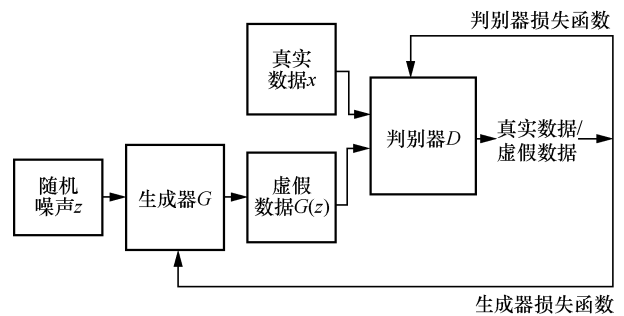 判别器损失函数
真实
数据x
判别器D
真实数据/
虚假数据
随机
噪声z
生成器G
虚假
数据G(z)
生成器损失函数